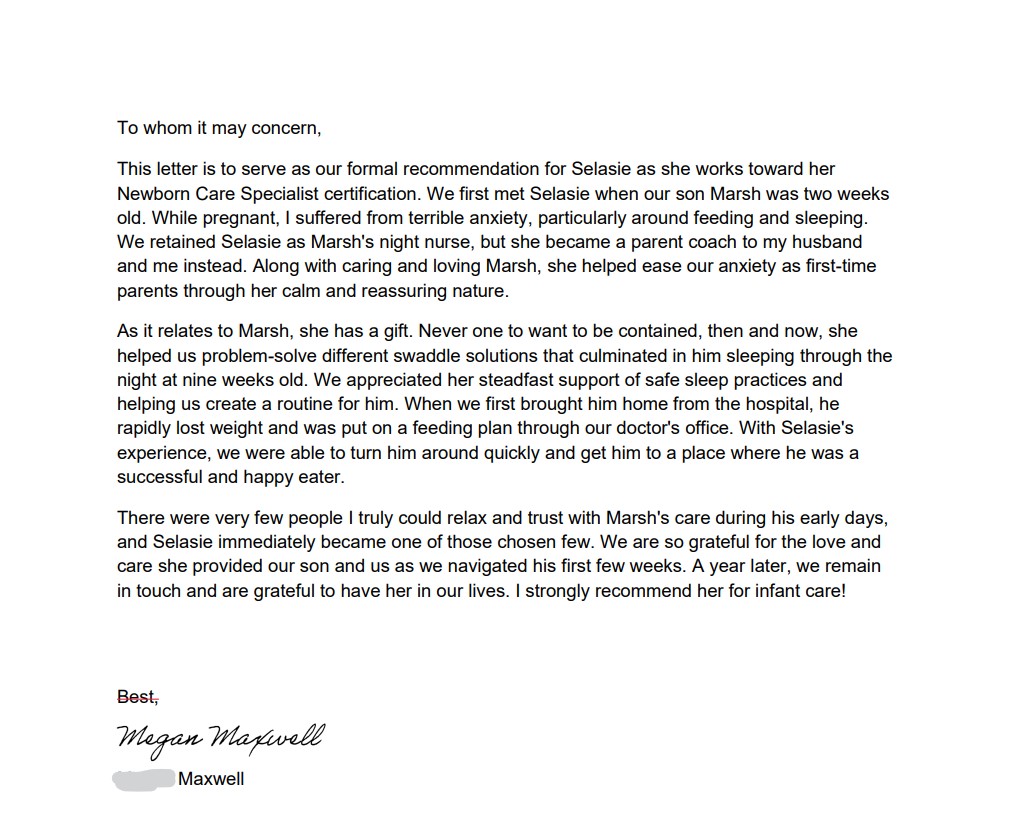 To whom it may concern,
This letter is to serve as our formal recommendation for Selasie as she works toward her
Newborn Care Specialist certification. We first met Selasie when our son Marsh was two weeks
old. While pregnant, I suffered from terrible anxiety, particularly around feeding and sleeping.
We retained Selasie as Marsh's night nurse, but she became a parent coach to my husband
and me instead. Along with caring and loving Marsh, she helped ease our anxiety as first-time
parents through her calm and reassuring nature.
As it relates to Marsh, she has a gift. Never one to want to be contained, then and now, she
helped us problem-solve different swaddle solutions that culminated in him sleeping through the
night at nine weeks old. We appreciated her steadfast support of safe sleep practices and
helping us create a routine for him. When we first brought him home from the hospital, he
rapidly lost weight and was put on a feeding plan through our doctor's office. With Selasie's
experience, we were able to turn him around quickly and get him to a place where he was a
successful and happy eater.
There were very few people I truly could relax and trust with Marsh's care during his early days,
and Selasie immediately became one of those chosen few. We are so grateful for the love and
care she provided our son and us as we navigated his first few weeks. A year later, we remain
in touch and are grateful to have her in our lives. I strongly recommend her for infant care!
Best,
Megan Maxwell
Maxwell